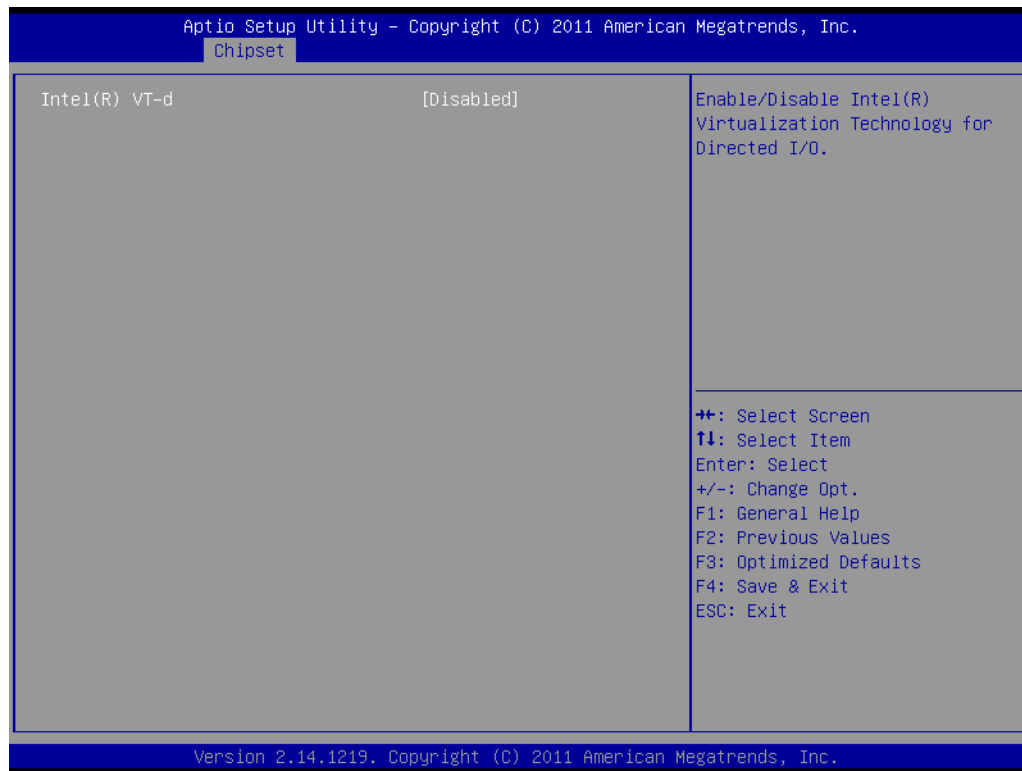 Aptio Setup Utility – Copyright (C) 2011 American Megatrends, Inc.
Chipset
Intel(R) VT-d [Disabled]
Enable/Disable Intel(R)
Virtualization Technology for
Directed I/O.
→←: Select Screen
↑↓: Select Item
Enter: Select
+/-: Change Opt.
F1: General Help
F2: Previous Values
F3: Optimized Defaults
F4: Save & Exit
ESC: Exit
Version 2.14.1219. Copyright (C) 2011 American Megatrends, Inc.